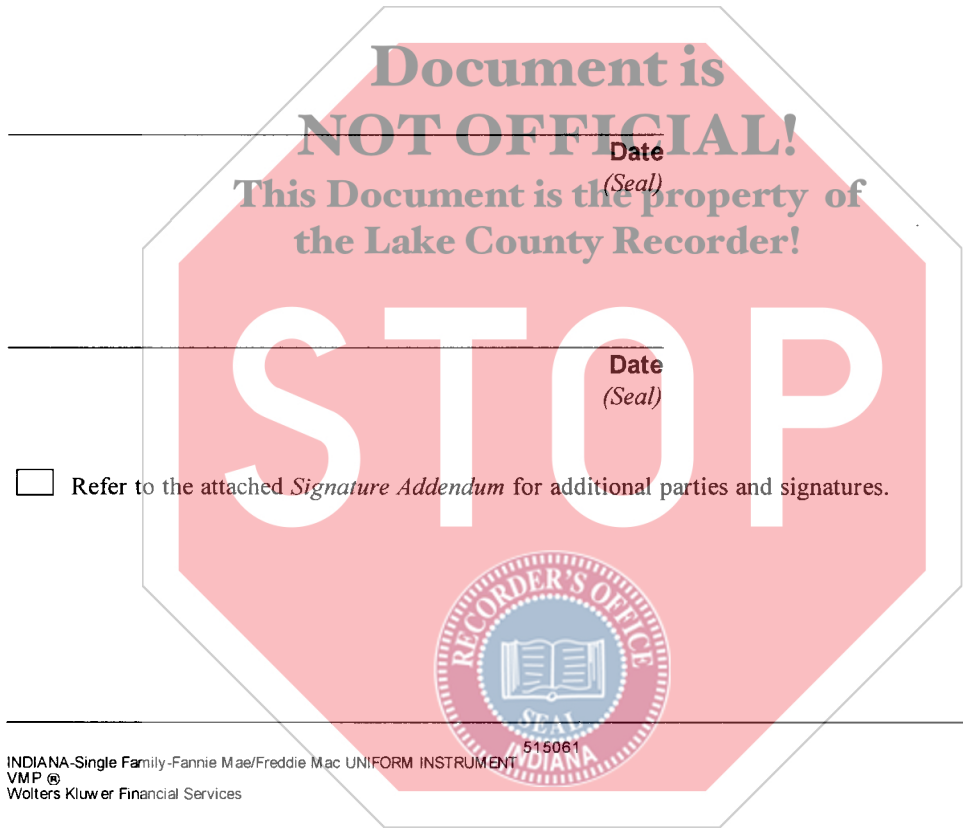 Document is
NOT OFFICIAL!
Date
(Seal)
This Document is the property of
the Lake County Recorder!
STOP
Date
(Seal)
Refer to the attached Signature Addendum for additional parties and signatures.
RECORDER'S OFFICE
SEAL
INDIANA
515061
INDIANA-Single Family-Fannie Mae/Freddie Mac UNIFORM INSTRUMENT
VMP ®
Wolters Kluwer Financial Services